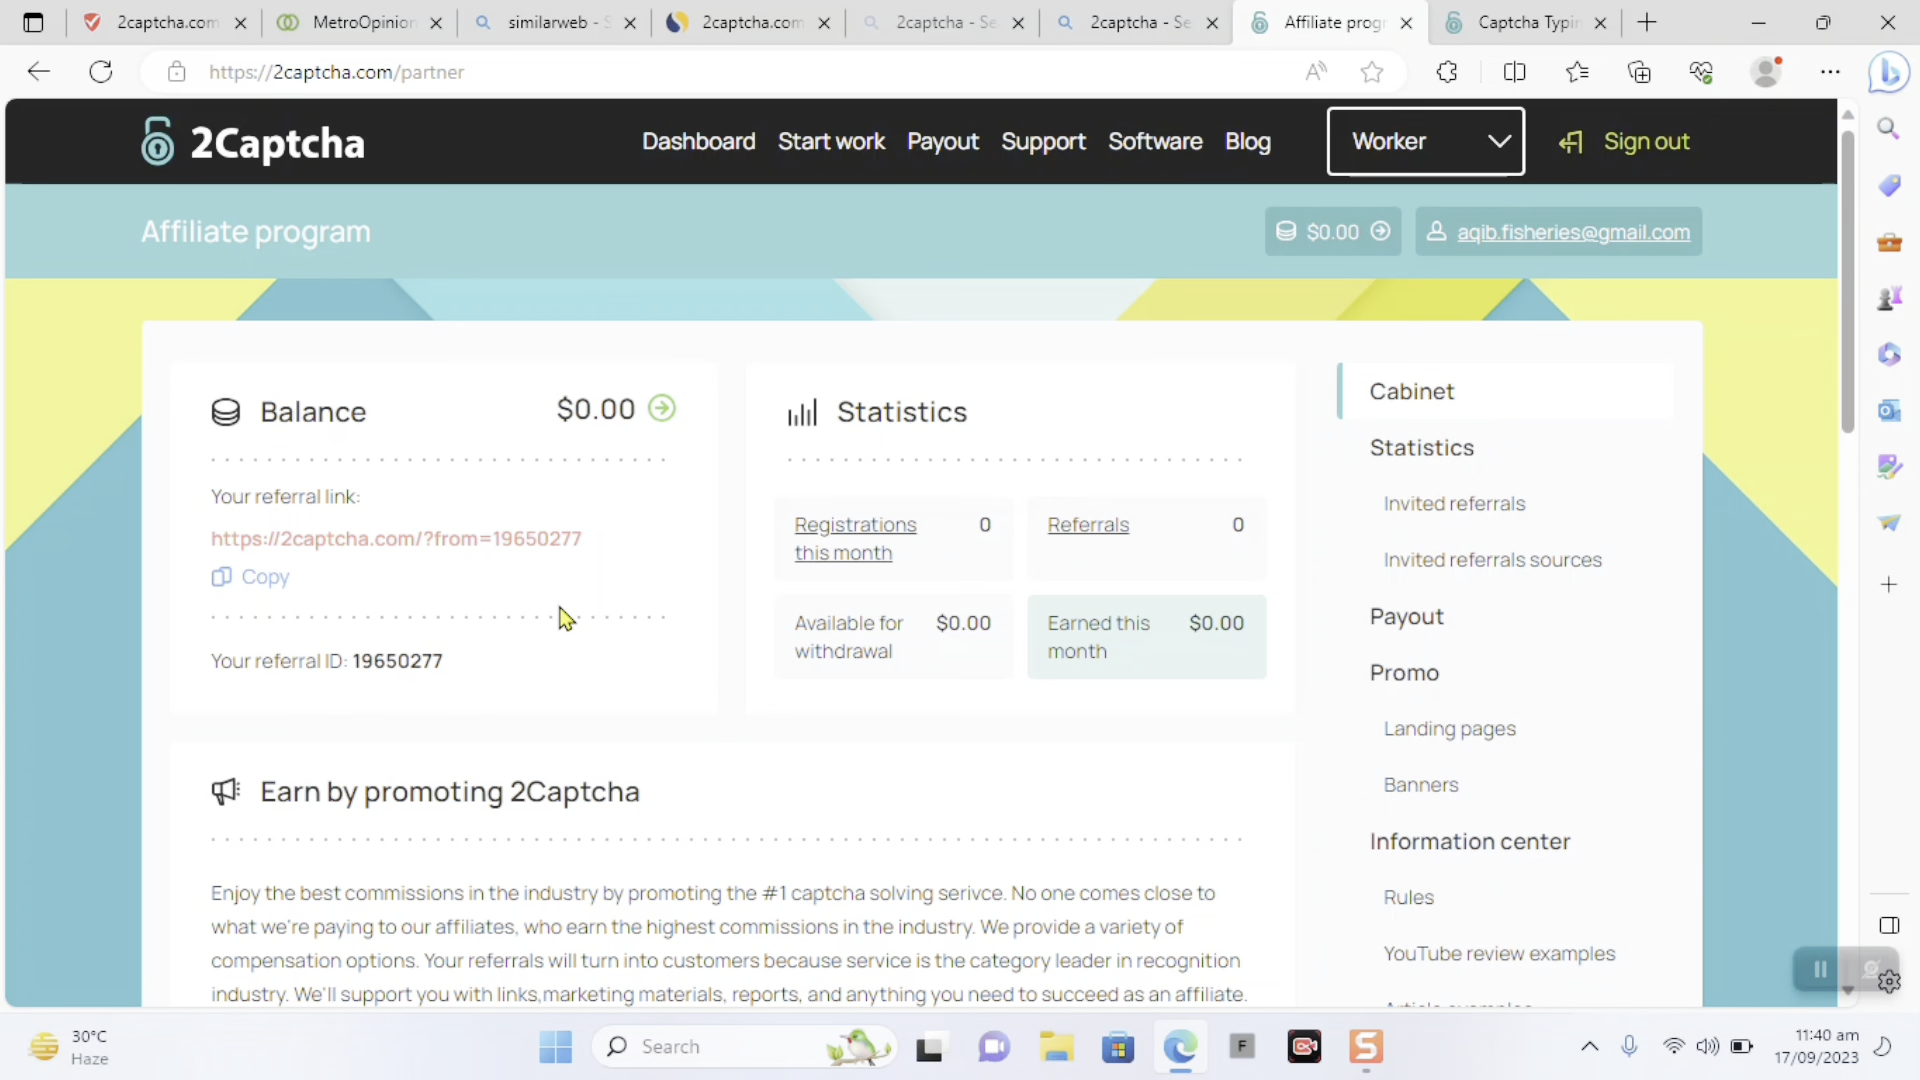 2captcha.com
MetroOpinion
similarweb - S
2captcha.com
2captcha - Se
2captcha - Se
Affiliate progr
Captcha Typin
https://2captcha.com/partner
2Captcha
Dashboard
Start work
Payout
Support
Software
Blog
Worker
Sign out
Affiliate program
$0.00
aqib.fisheries@gmail.com
Balance
$0.00
Your referral link:
https://2captcha.com/?from=19650277
Copy
Your referral ID: 19650277
Statistics
Registrations this month 0
Referrals 0
Available for withdrawal $0.00
Earned this month $0.00
Cabinet
Statistics
Invited referrals
Invited referrals sources
Payout
Promo
Landing pages
Banners
Information center
Rules
YouTube review examples
Earn by promoting 2Captcha
Enjoy the best commissions in the industry by promoting the #1 captcha solving serivce. No one comes close to
what we're paying to our affiliates, who earn the highest commissions in the industry. We provide a variety of
compensation options. Your referrals will turn into customers because service is the category leader in recognition
industry. We'll support you with links,marketing materials, reports, and anything you need to succeed as an affiliate.
30°C
Haze
Search
F
S
11:40 am
17/09/2023